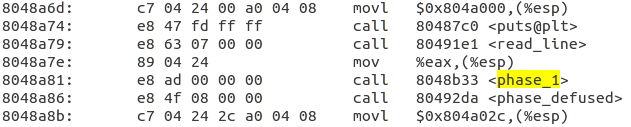 8048a6d: c7 04 24 00 a0 04 08 movl $0x804a000,(%esp)
8048a74: e8 47 fd ff ff call 80487c0 <puts@plt>
8048a79: e8 63 07 00 00 call 80491e1 <read_line>
8048a7e: 89 04 24 mov %eax,(%esp)
8048a81: e8 ad 00 00 00 call 8048b33 <phase_1>
8048a86: e8 4f 08 00 00 call 80492da <phase_defused>
8048a8b: c7 04 24 2c a0 04 08 movl $0x804a02c,(%esp)